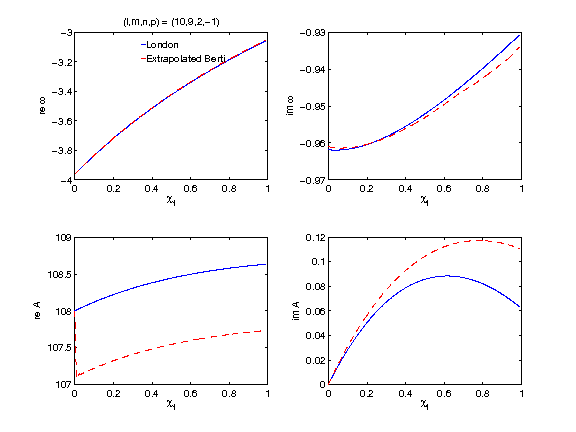 (l,m,n,p) = (10,9,2,−1)
−3
−3.2
−3.4
−3.6
−3.8
−4
re ω
London
Extrapolated Berti
0 0.2 0.4 0.6 0.8 1
χf
−0.93
−0.94
−0.95
−0.96
−0.97
im ω
0 0.2 0.4 0.6 0.8 1
χf
109
108.5
108
107.5
107
re A
0 0.2 0.4 0.6 0.8 1
χf
0.12
0.1
0.08
0.06
0.04
0.02
0
im A
0 0.2 0.4 0.6 0.8 1
χf